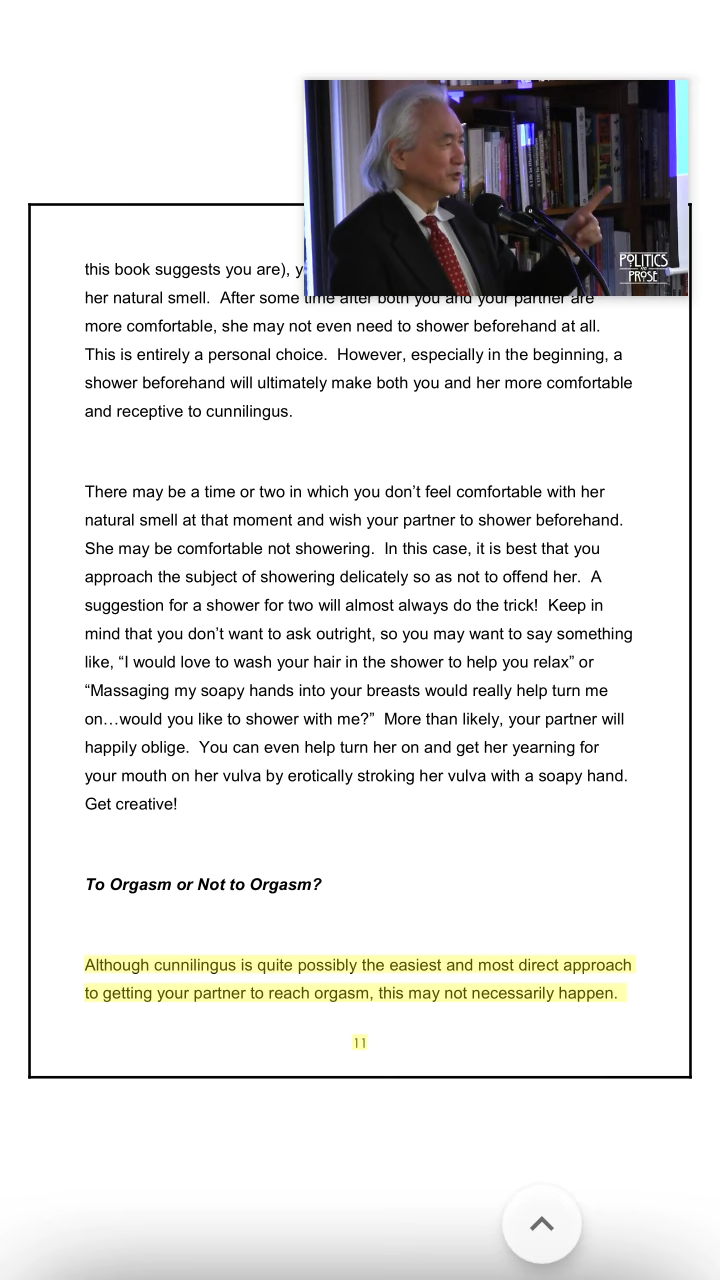 POLITICS
PROSE
this book suggests you are), y
her natural smell.  After some time after both you and your partner are
more comfortable, she may not even need to shower beforehand at all.
This is entirely a personal choice.  However, especially in the beginning, a
shower beforehand will ultimately make both you and her more comfortable
and receptive to cunnilingus.
There may be a time or two in which you don’t feel comfortable with her
natural smell at that moment and wish your partner to shower beforehand.
She may be comfortable not showering.  In this case, it is best that you
approach the subject of showering delicately so as not to offend her.  A
suggestion for a shower for two will almost always do the trick!  Keep in
mind that you don’t want to ask outright, so you may want to say something
like, “I would love to wash your hair in the shower to help you relax” or
“Massaging my soapy hands into your breasts would really help turn me
on…would you like to shower with me?”  More than likely, your partner will
happily oblige.  You can even help turn her on and get her yearning for
your mouth on her vulva by erotically stroking her vulva with a soapy hand.
Get creative!
To Orgasm or Not to Orgasm?
Although cunnilingus is quite possibly the easiest and most direct approach
to getting your partner to reach orgasm, this may not necessarily happen.
11